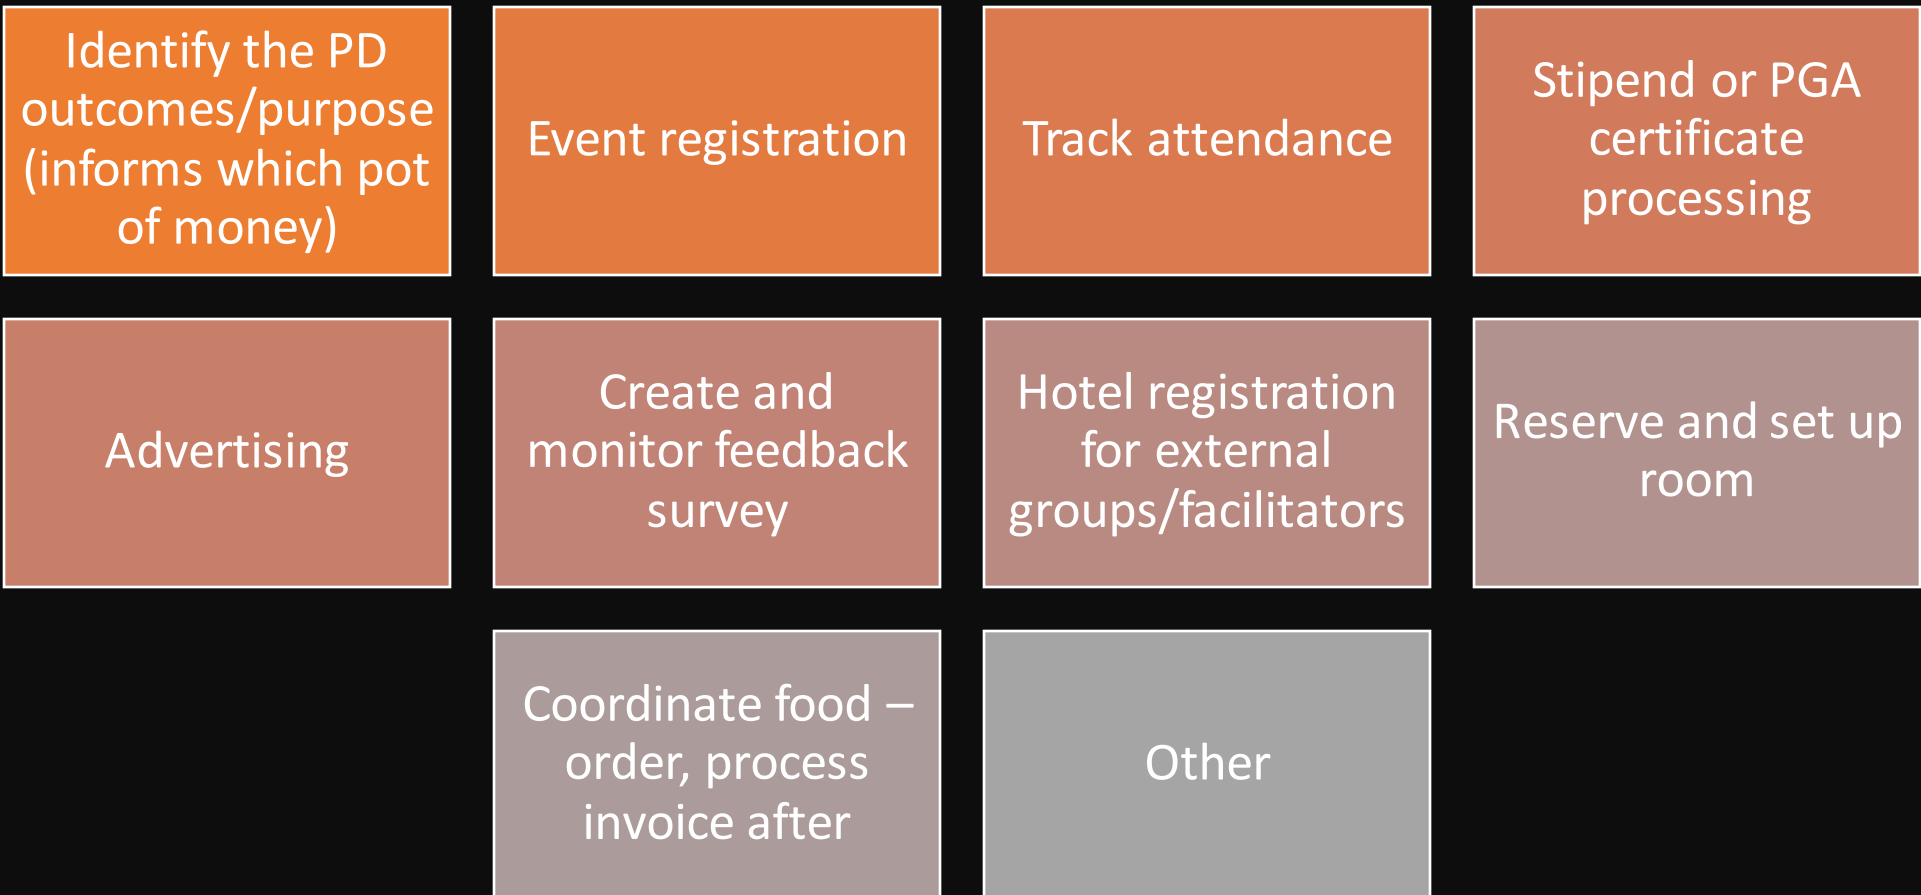 Identify the PD
outcomes/purpose
(informs which pot
of money)
Event registration
Track attendance
Stipend or PGA
certificate
processing
Advertising
Create and
monitor feedback
survey
Hotel registration
for external
groups/facilitators
Reserve and set up
room
Coordinate food –
order, process
invoice after
Other